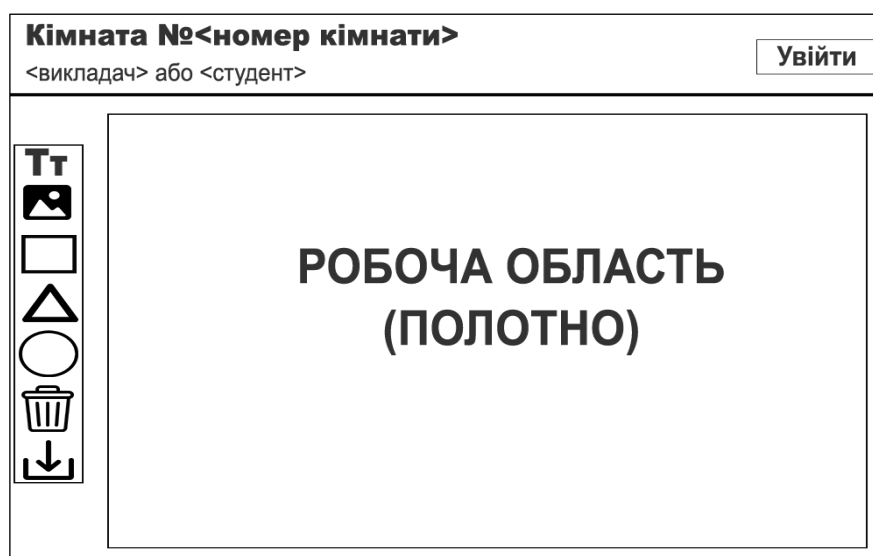 Кімната №<номер кімнати>
<викладач> або <студент>
Увійти
Тт
РОБОЧА ОБЛАСТЬ
(ПОЛОТНО)